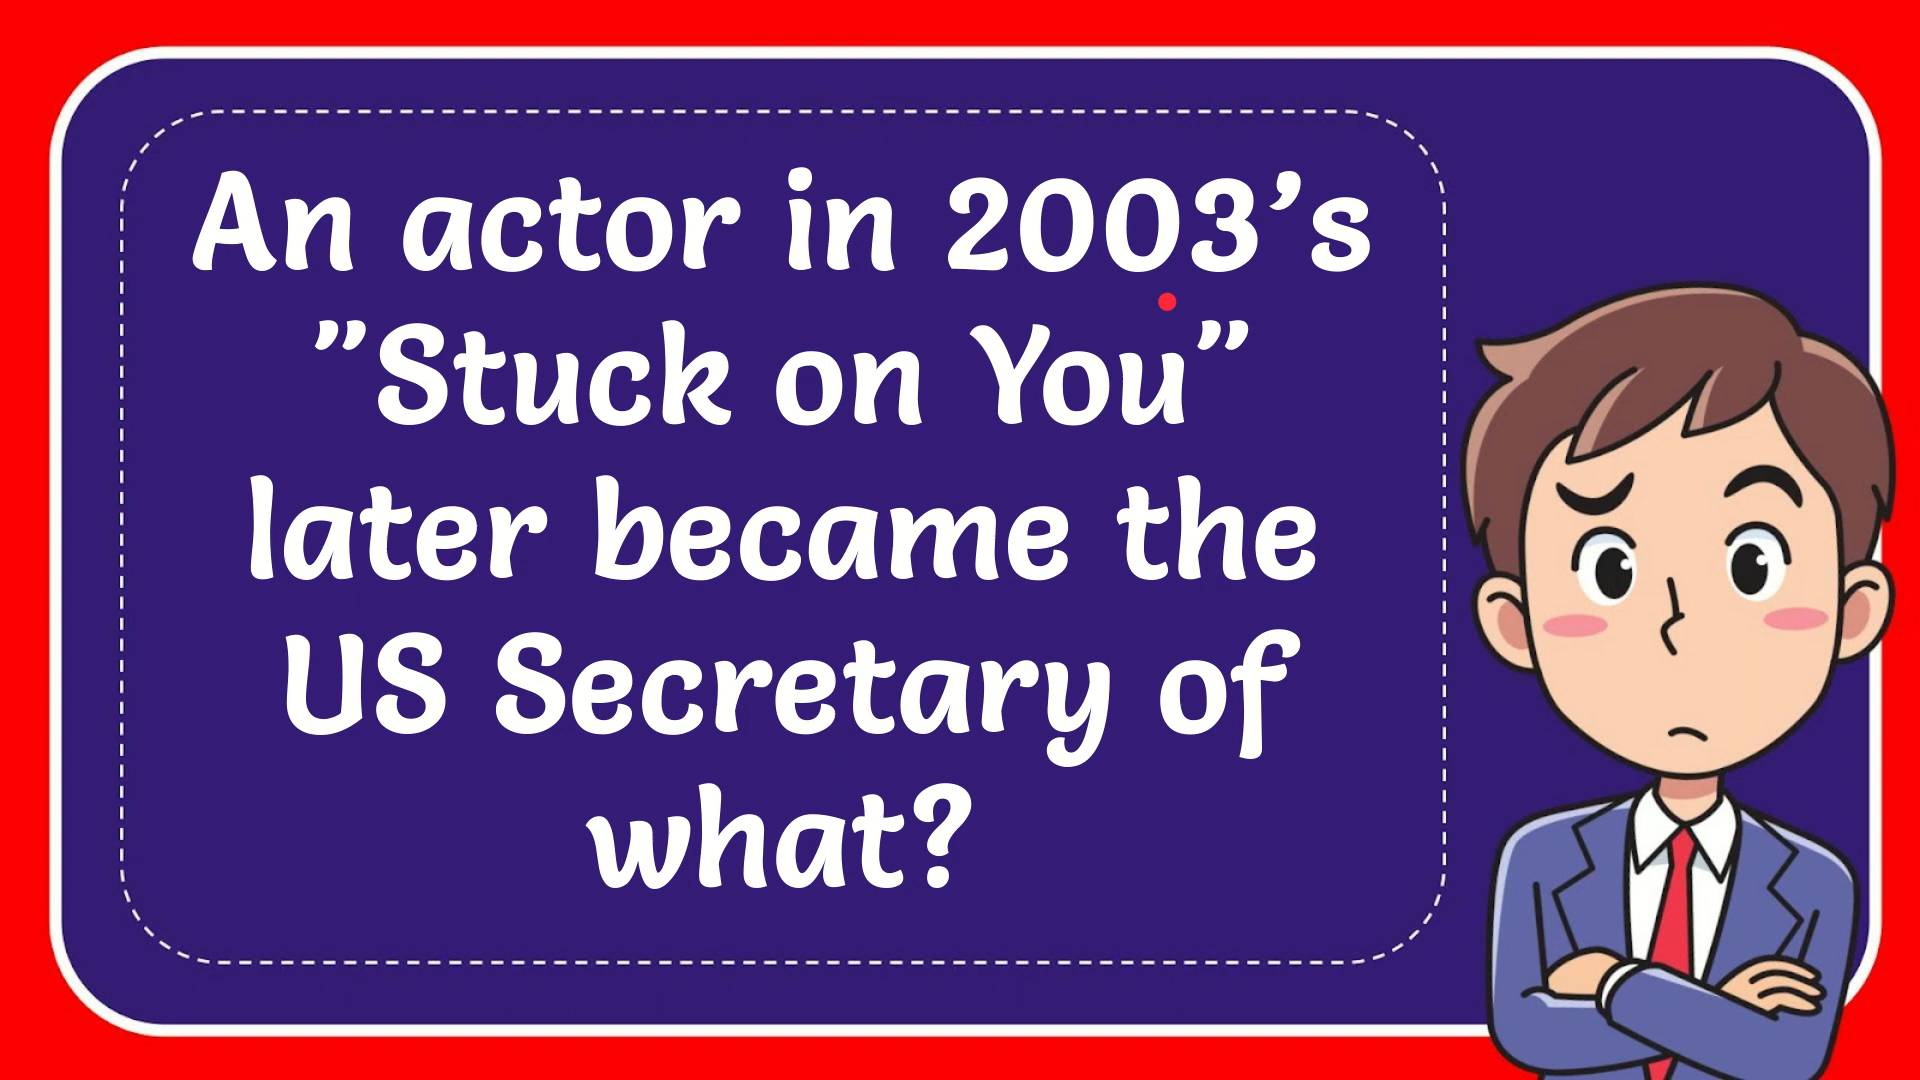 An actor in 2003’s
”Stuck on You”
later became the
US Secretary of
what?